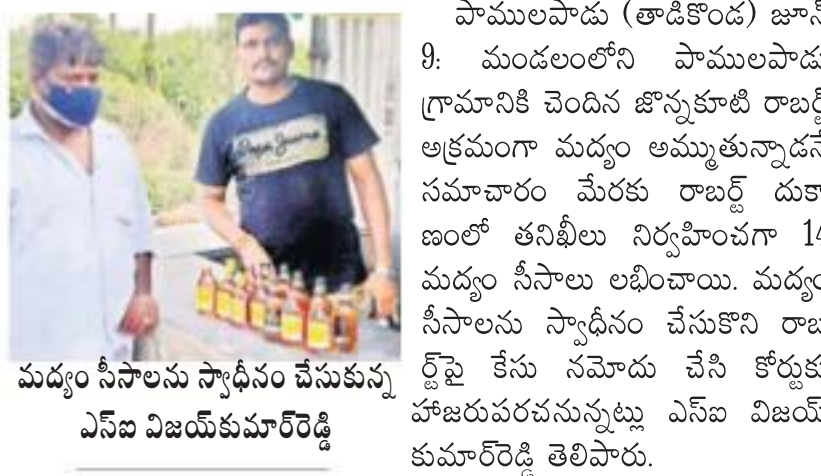 మద్యం సీసాలను స్వాధీనం చేసుకున్న
ఎస్ఐ విజయ్‌కుమార్‌రెడ్డి
పాములపాడు (తాడికొండ) జూన్
9: మండలంలోని పాములపాడు
గ్రామానికి చెందిన జొన్నకూటి రాబర్ట్
అక్రమంగా మద్యం అమ్ముతున్నాడనే
సమాచారం మేరకు రాబర్ట్ దుకా
ణంలో తనిఖీలు నిర్వహించగా 14
మద్యం సీసాలు లభించాయి. మద్యం
సీసాలను స్వాధీనం చేసుకొని రాబ
ర్ట్‌పై కేసు నమోదు చేసి కోర్టుకు
హాజరుపరచనున్నట్లు ఎస్ఐ విజయ్
కుమార్‌రెడ్డి తెలిపారు.